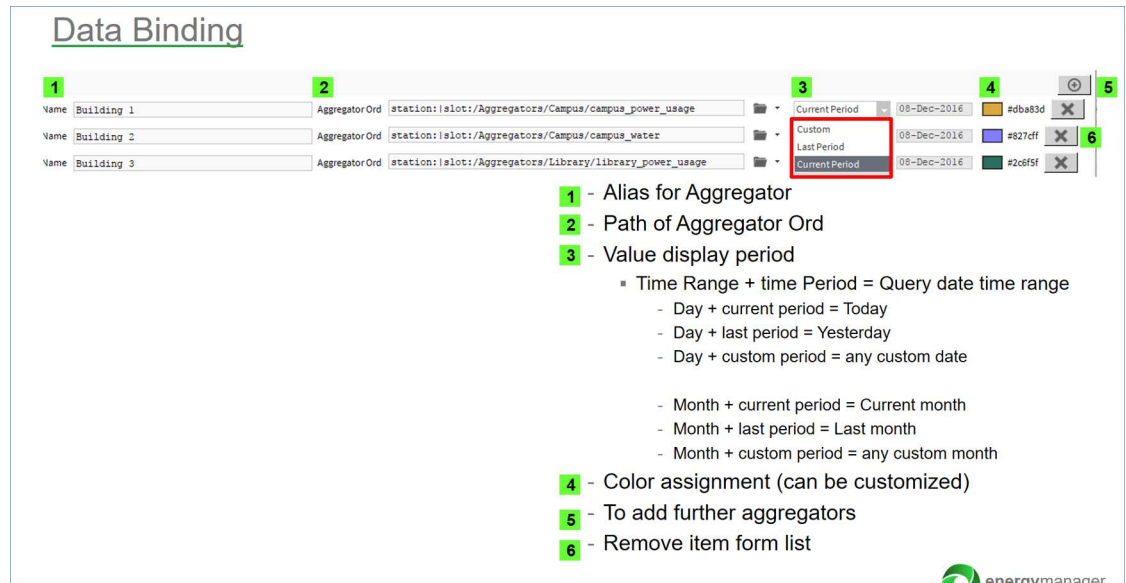 Data Binding
1 2 3 4 5
Name Building 1 Aggregator Ord station:|slot:/Aggregators/Campus/campus_power_usage Current Period 08-Dec-2016 #dba83d
Name Building 2 Aggregator Ord station:|slot:/Aggregators/Campus/campus_water Custom 08-Dec-2016 #827cff 6
Last Period
Name Building 3 Aggregator Ord station:|slot:/Aggregators/Library/library_power_usage Current Period 08-Dec-2016 #2c6f5f
1 - Alias for Aggregator
2 - Path of Aggregator Ord
3 - Value display period
▪ Time Range + time Period = Query date time range
- Day + current period = Today
- Day + last period = Yesterday
- Day + custom period = any custom date
- Month + current period = Current month
- Month + last period = Last month
- Month + custom period = any custom month
4 - Color assignment (can be customized)
5 - To add further aggregators
6 - Remove item form list
energymanager